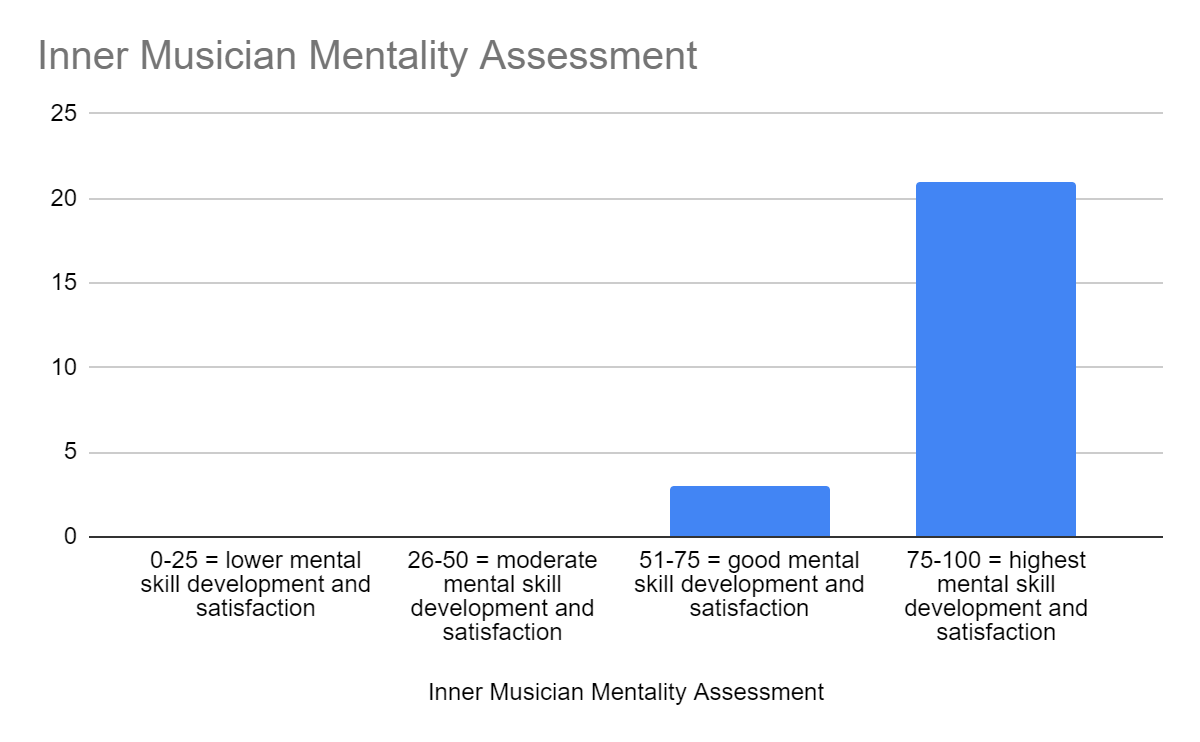 Inner Musician Mentality Assessment
25
20
15
10
5
0
0-25 = lower mental
skill development and
satisfaction
26-50 = moderate
mental skill
development and
satisfaction
51-75 = good mental
skill development and
satisfaction
75-100 = highest
mental skill
development and
satisfaction
Inner Musician Mentality Assessment